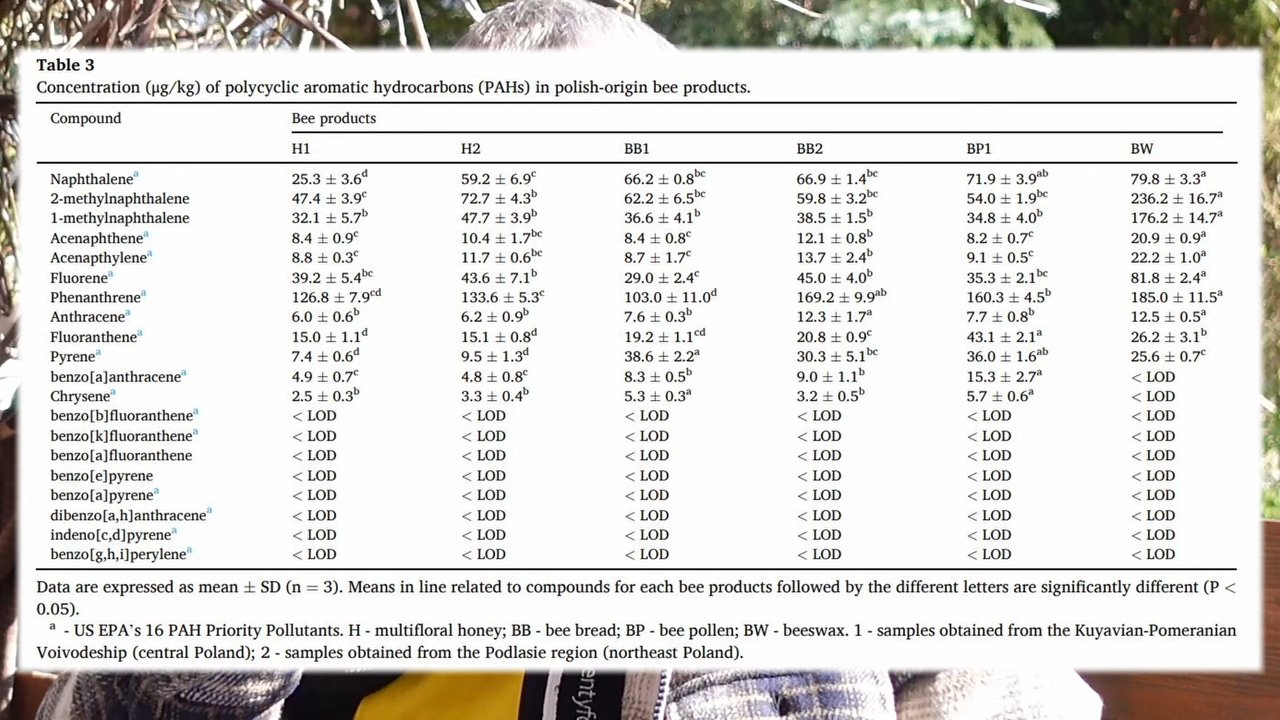 Table 3
Concentration (μg/kg) of polycyclic aromatic hydrocarbons (PAHs) in polish-origin bee products.
Compound Bee products
H1 H2 BB1 BB2 BP1 BW
Naphthaleneᵃ 25.3 ± 3.6ᵈ 59.2 ± 6.9ᶜ 66.2 ± 0.8ᵇᶜ 66.9 ± 1.4ᵇᶜ 71.9 ± 3.9ᵃᵇ 79.8 ± 3.3ᵃ
2-methylnaphthalene 47.4 ± 3.9ᶜ 72.7 ± 4.3ᵇ 62.2 ± 6.5ᵇᶜ 59.8 ± 3.2ᵇᶜ 54.0 ± 1.9ᵇᶜ 236.2 ± 16.7ᵃ
1-methylnaphthalene 32.1 ± 5.7ᵇ 47.7 ± 3.9ᵇ 36.6 ± 4.1ᵇ 38.5 ± 1.5ᵇ 34.8 ± 4.0ᵇ 176.2 ± 14.7ᵃ
Acenaphtheneᵃ 8.4 ± 0.9ᶜ 10.4 ± 1.7ᵇᶜ 8.4 ± 0.8ᶜ 12.1 ± 0.8ᵇ 8.2 ± 0.7ᶜ 20.9 ± 0.9ᵃ
Acenapthyleneᵃ 8.8 ± 0.3ᶜ 11.7 ± 0.6ᵇᶜ 8.7 ± 1.7ᶜ 13.7 ± 2.4ᵇ 9.1 ± 0.5ᶜ 22.2 ± 1.0ᵃ
Fluoreneᵃ 39.2 ± 5.4ᵇᶜ 43.6 ± 7.1ᵇ 29.0 ± 2.4ᶜ 45.0 ± 4.0ᵇ 35.3 ± 2.1ᵇᶜ 81.8 ± 2.4ᵃ
Phenanthreneᵃ 126.8 ± 7.9ᶜᵈ 133.6 ± 5.3ᶜ 103.0 ± 11.0ᵈ 169.2 ± 9.9ᵃᵇ 160.3 ± 4.5ᵇ 185.0 ± 11.5ᵃ
Anthraceneᵃ 6.0 ± 0.6ᵇ 6.2 ± 0.9ᵇ 7.6 ± 0.3ᵇ 12.3 ± 1.7ᵃ 7.7 ± 0.8ᵇ 12.5 ± 0.5ᵃ
Fluorantheneᵃ 15.0 ± 1.1ᵈ 15.1 ± 0.8ᵈ 19.2 ± 1.1ᶜᵈ 20.8 ± 0.9ᶜ 43.1 ± 2.1ᵃ 26.2 ± 3.1ᵇ
Pyreneᵃ 7.4 ± 0.6ᵈ 9.5 ± 1.3ᵈ 38.6 ± 2.2ᵃ 30.3 ± 5.1ᵇᶜ 36.0 ± 1.6ᵃᵇ 25.6 ± 0.7ᶜ
benzo[a]anthraceneᵃ 4.9 ± 0.7ᶜ 4.8 ± 0.8ᶜ 8.3 ± 0.5ᵇ 9.0 ± 1.1ᵇ 15.3 ± 2.7ᵃ < LOD
Chryseneᵃ 2.5 ± 0.3ᵇ 3.3 ± 0.4ᵇ 5.3 ± 0.3ᵃ 3.2 ± 0.5ᵇ 5.7 ± 0.6ᵃ < LOD
benzo[b]fluorantheneᵃ < LOD < LOD < LOD < LOD < LOD < LOD
benzo[k]fluorantheneᵃ < LOD < LOD < LOD < LOD < LOD < LOD
benzo[a]fluoranthene < LOD < LOD < LOD < LOD < LOD < LOD
benzo[e]pyrene < LOD < LOD < LOD < LOD < LOD < LOD
benzo[a]pyreneᵃ < LOD < LOD < LOD < LOD < LOD < LOD
dibenzo[a,h]anthraceneᵃ < LOD < LOD < LOD < LOD < LOD < LOD
indeno[c,d]pyreneᵃ < LOD < LOD < LOD < LOD < LOD < LOD
benzo[g,h,i]peryleneᵃ < LOD < LOD < LOD < LOD < LOD < LOD
Data are expressed as mean ± SD (n = 3). Means in line related to compounds for each bee products followed by the different letters are significantly different (P <
0.05).
ᵃ - US EPA's 16 PAH Priority Pollutants. H - multifloral honey; BB - bee bread; BP - bee pollen; BW - beeswax. 1 - samples obtained from the Kuyavian-Pomeranian
Voivodeship (central Poland); 2 - samples obtained from the Podlasie region (northeast Poland).